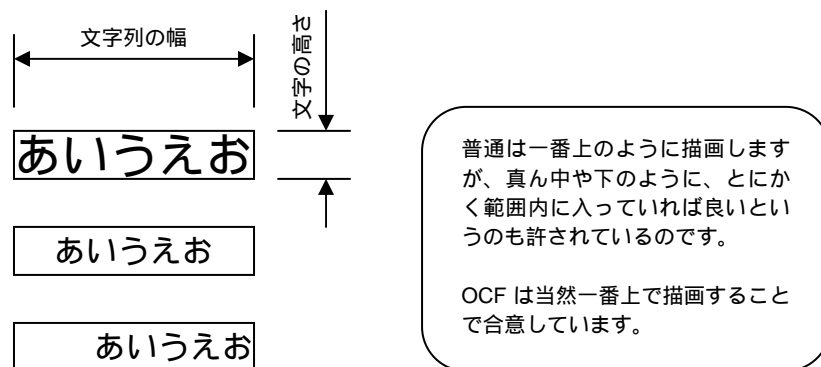 文字列の幅
文字の高さ
あいうえお
あいうえお
あいうえお
普通は一番上のように描画します
が、真ん中や下のように、とにか
く範囲内に入っていれば良いとい
うのも許されているのです。
OCF は当然一番上で描画すること
で合意しています。